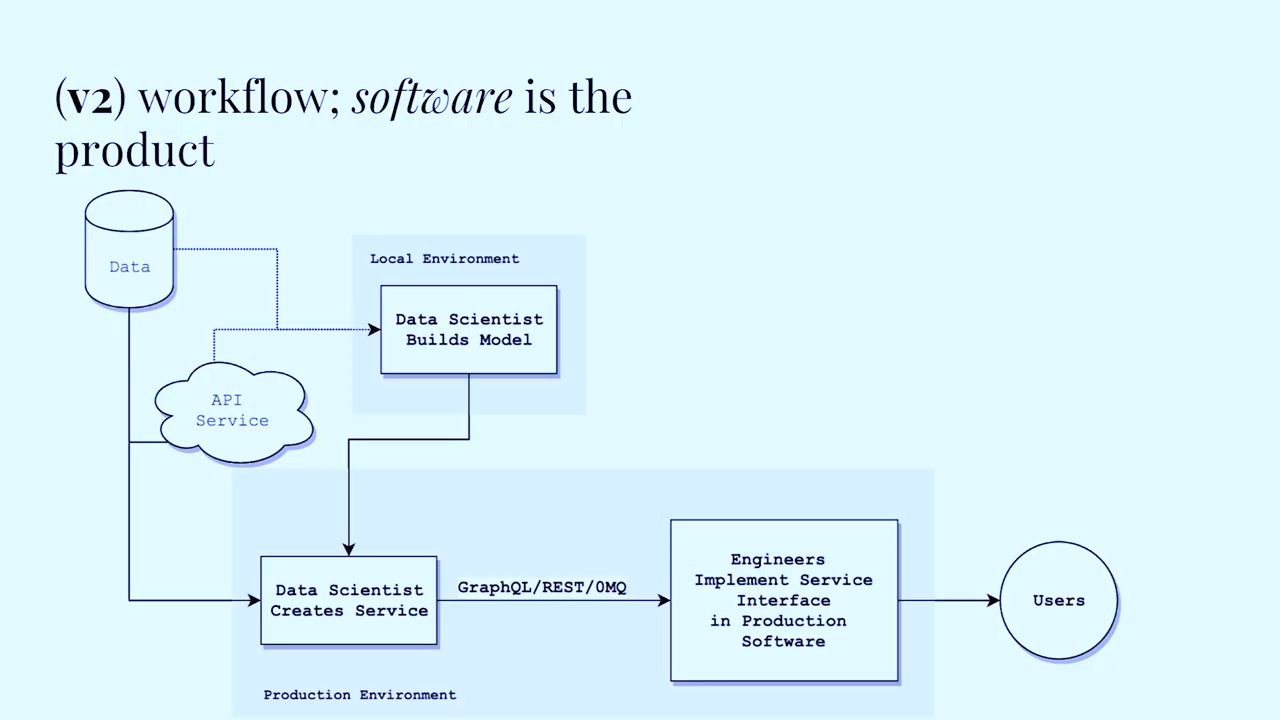 (v2) workflow; software is the
product
Data
Local Environment
Data Scientist
Builds Model
API
Service
Data Scientist
Creates Service
GraphQL/REST/0MQ
Engineers
Implement Service
Interface
in Production
Software
Users
Production Environment